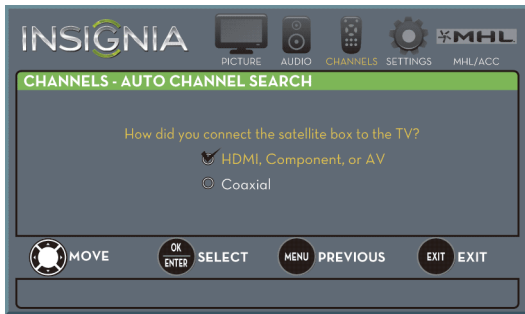 INSIGNIA
PICTURE AUDIO CHANNELS SETTINGS MHL/ACC
MHL
CHANNELS - AUTO CHANNEL SEARCH
How did you connect the satellite box to the TV?
HDMI, Component, or AV
Coaxial
MOVE OK ENTER SELECT MENU PREVIOUS EXIT EXIT